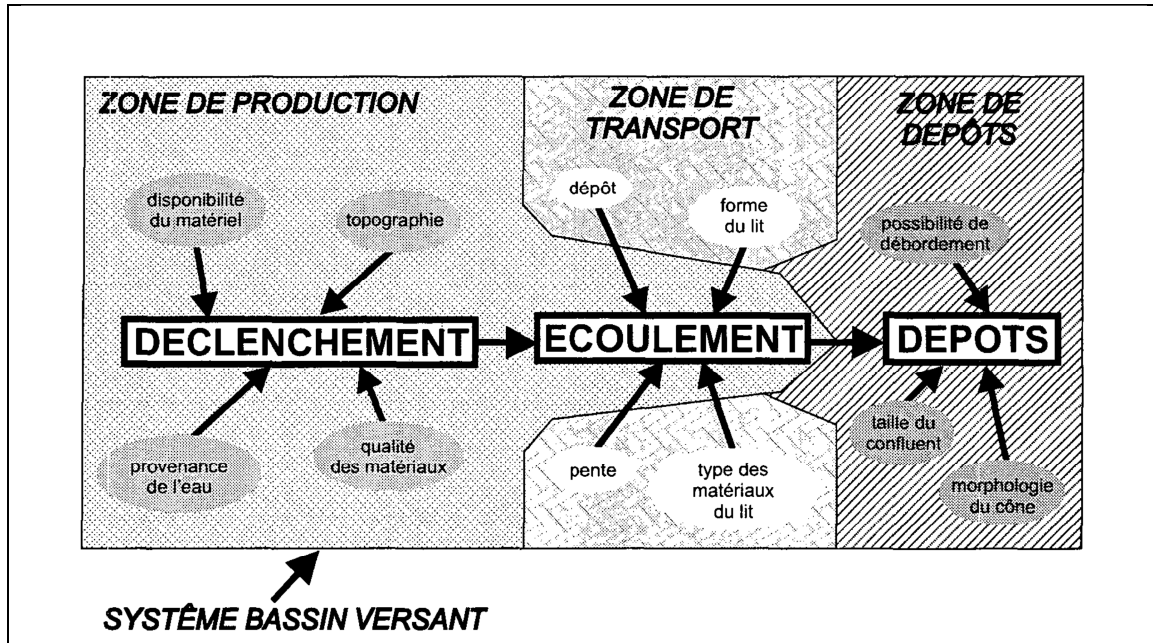 ZONE DE PRODUCTION
ZONE DE
TRANSPORT
ZONE DE
DEPÔTS
disponibilité
du matériel
topographie
dépôt
forme
du lit
possibilité de
débordement
DECLENCHEMENT
ECOULEMENT
DEPOTS
provenance
de l'eau
qualité
des matériaux
pente
type des
matériaux
du lit
taille du
confluent
morphologie
du cône
SYSTÊME BASSIN VERSANT